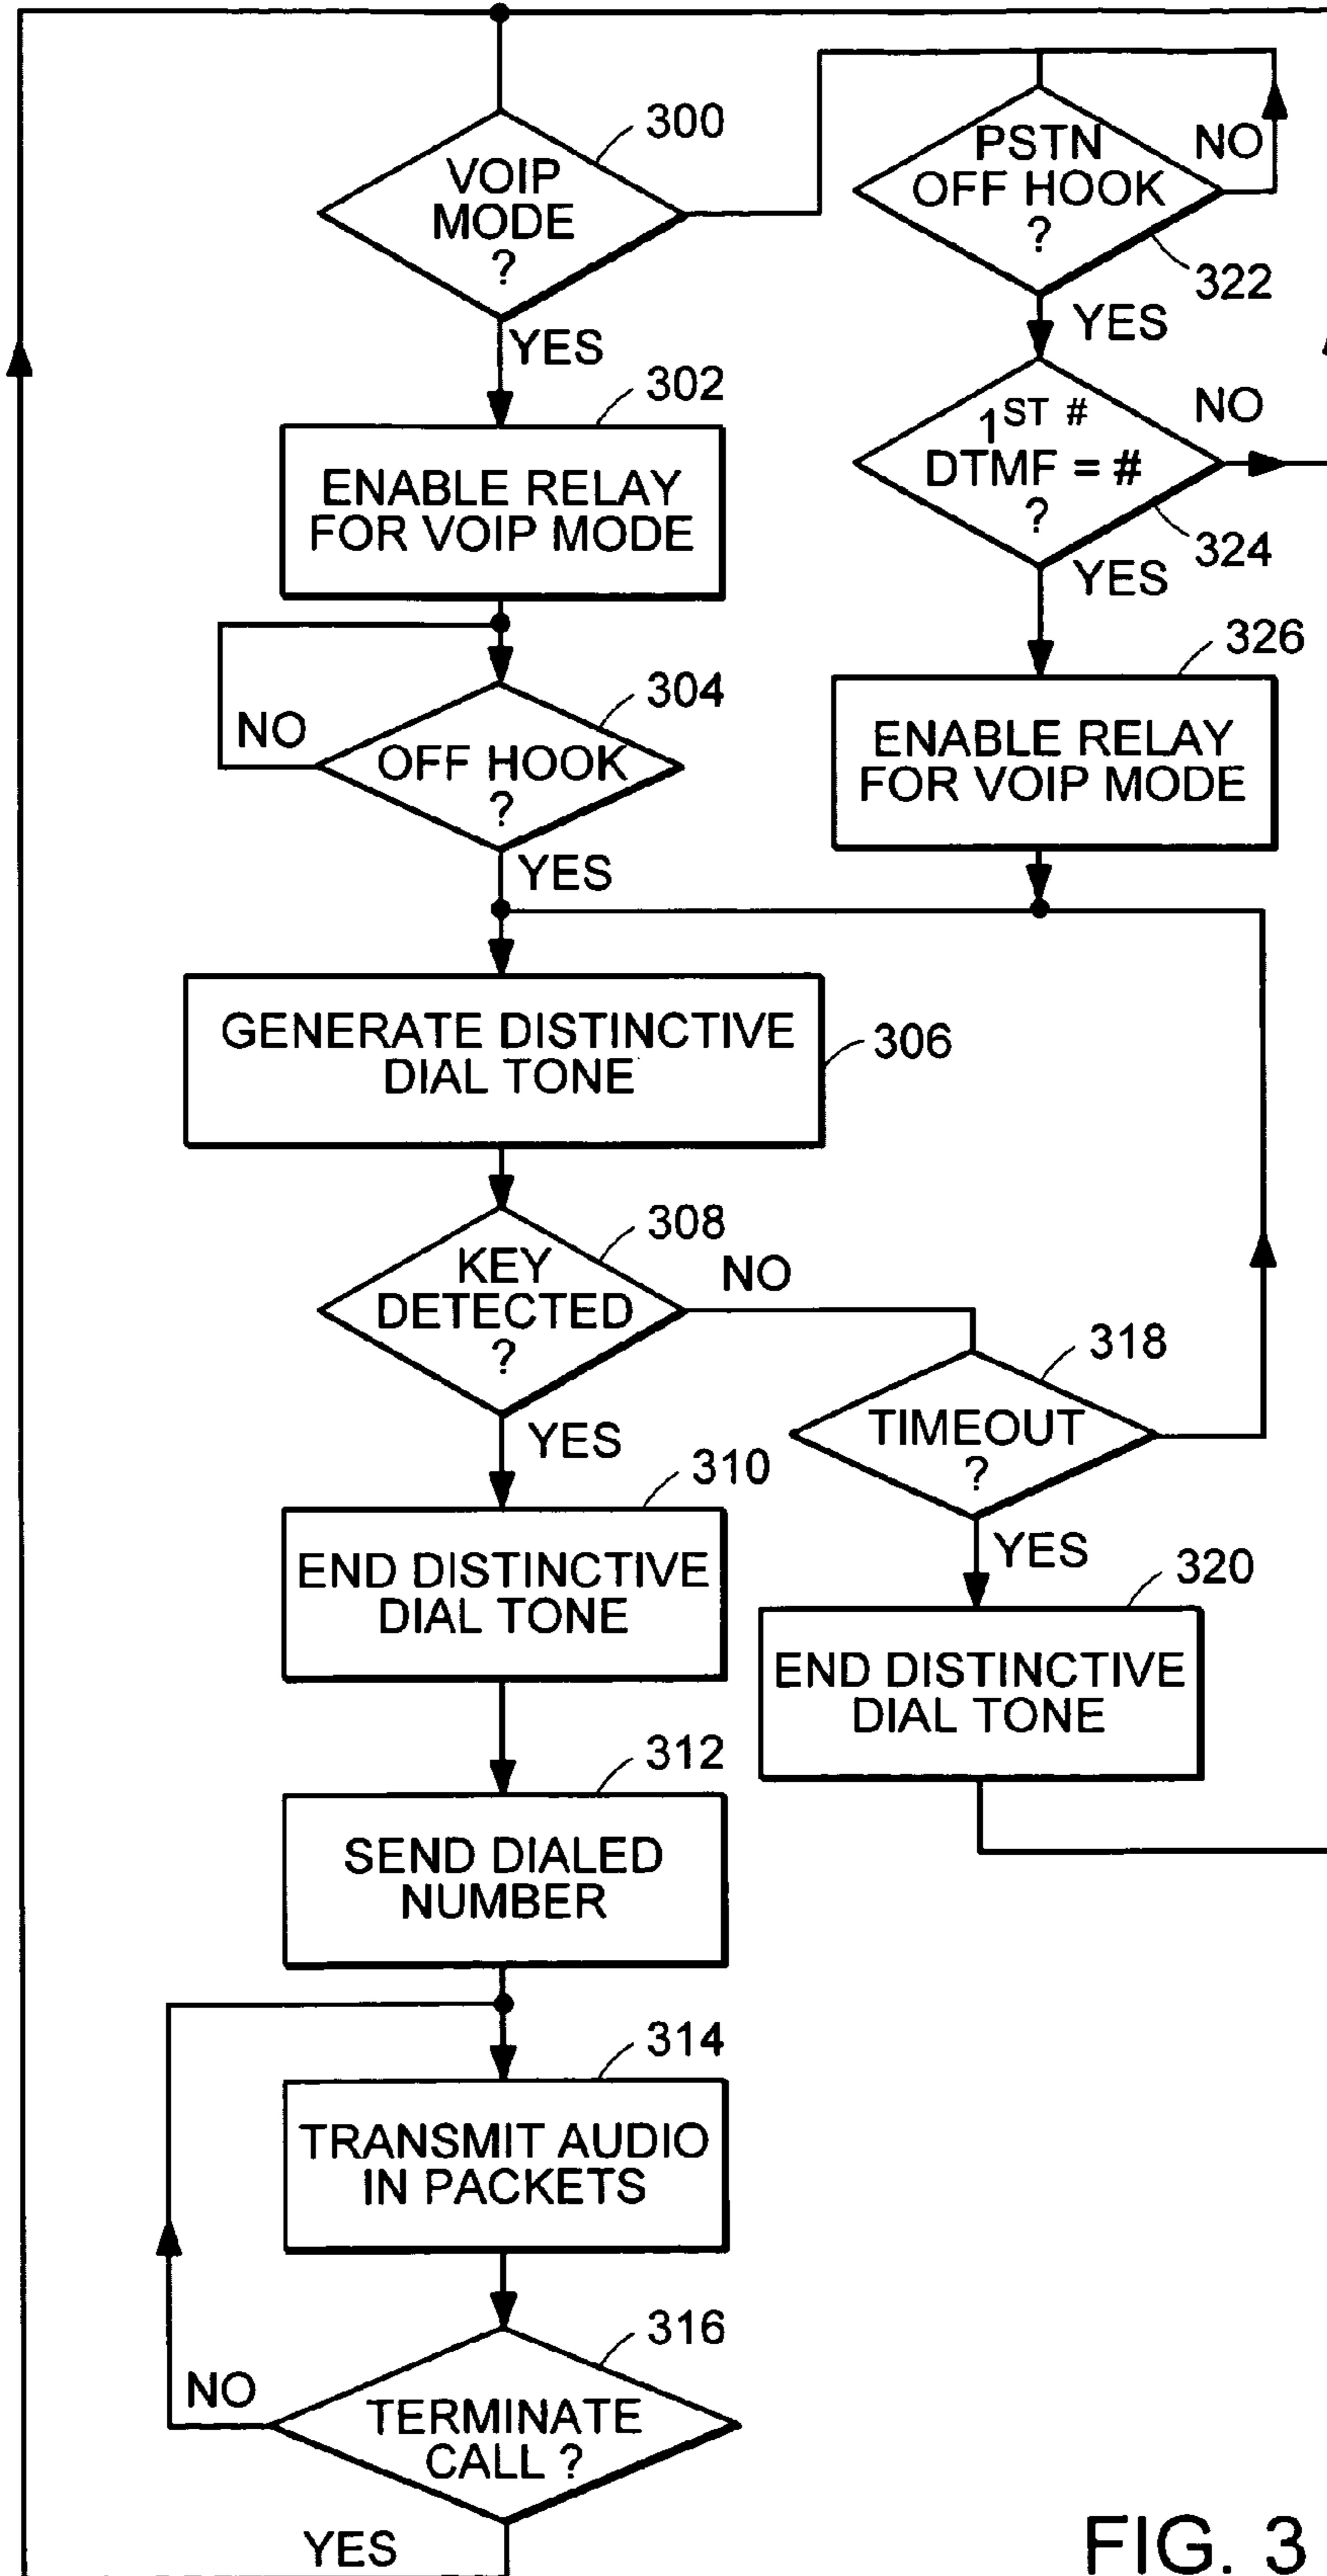 300
VOIP
MODE
?
YES
302
ENABLE RELAY
FOR VOIP MODE
304
NO
OFF HOOK
?
YES
GENERATE DISTINCTIVE
DIAL TONE
306
308
KEY
DETECTED
?
NO
YES
310
END DISTINCTIVE
DIAL TONE
312
SEND DIALED
NUMBER
314
TRANSMIT AUDIO
IN PACKETS
316
NO
TERMINATE
CALL ?
YES
PSTN
OFF HOOK
?
NO
322
YES
1ST #
DTMF = #
?
NO
324
YES
326
ENABLE RELAY
FOR VOIP MODE
318
TIMEOUT
?
YES
320
END DISTINCTIVE
DIAL TONE
FIG. 3